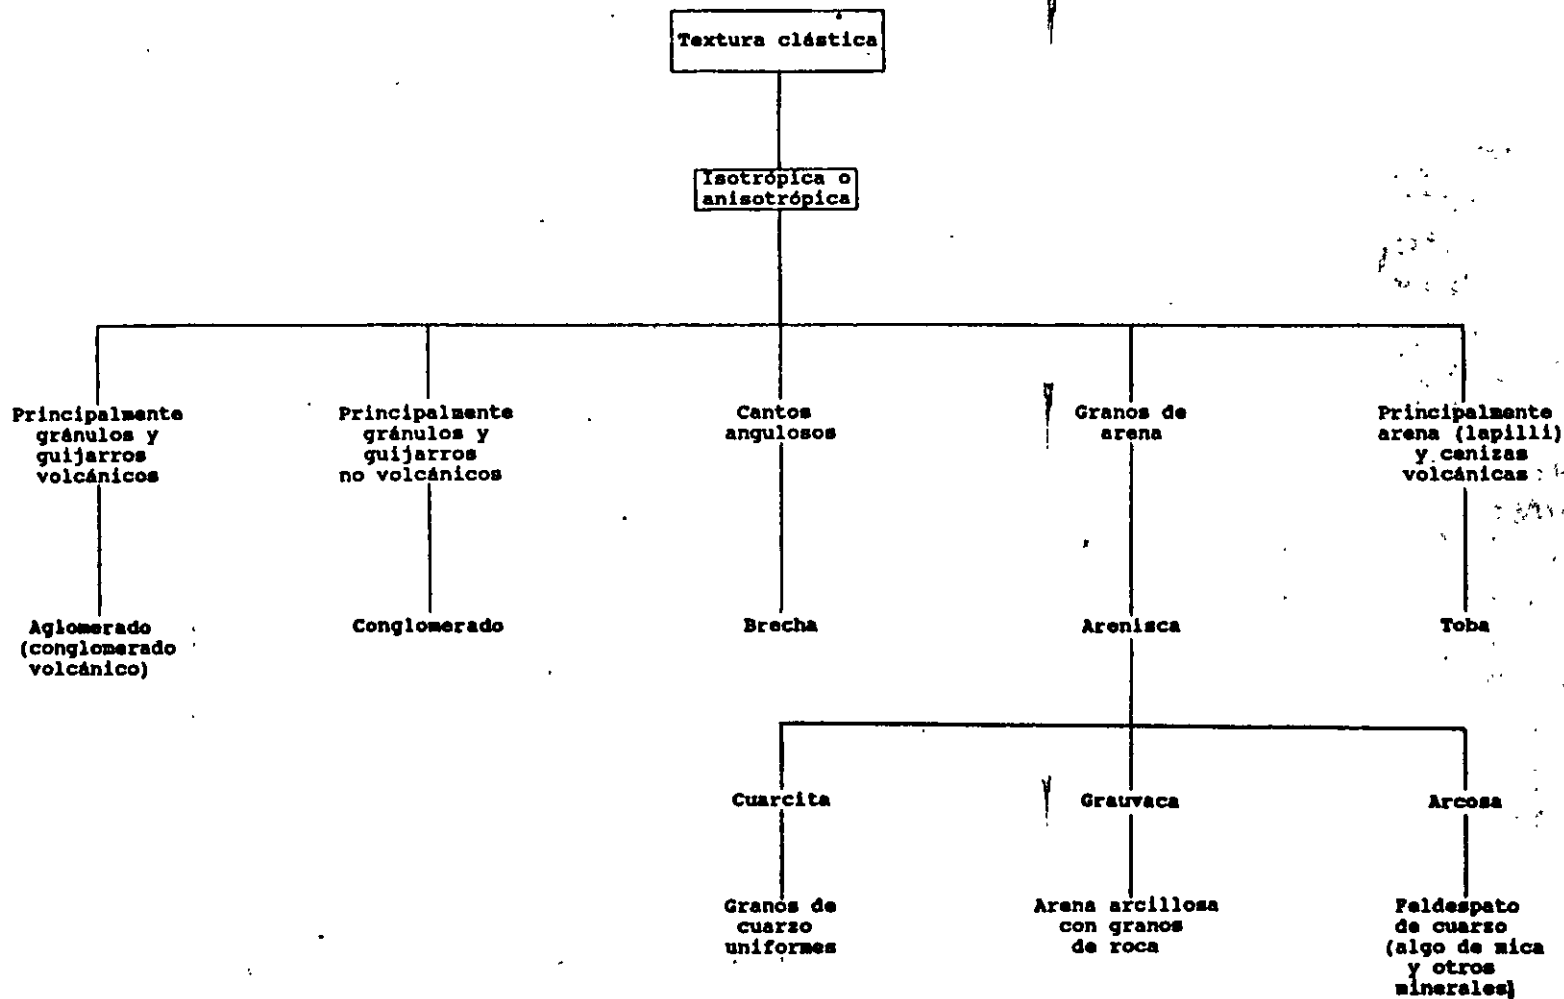 Textura clástica
Isotrópica o
anisotrópica
Principalmente
gránulos y
guijarros
volcánicos
Principalmente
gránulos y
guijarros
no volcánicos
Cantos
angulosos
Granos de
arena
Principalmente
arena (lapilli)
y cenizas
volcánicas
Aglomerado
(conglomerado
volcánico)
Conglomerado
Brecha
Arenisca
Toba
Cuarcita
Grauvaca
Arcosa
Granos de
cuarzo
uniformes
Arena arcillosa
con granos
de roca
Feldespato
de cuarzo
(algo de mica
y otros
minerales)